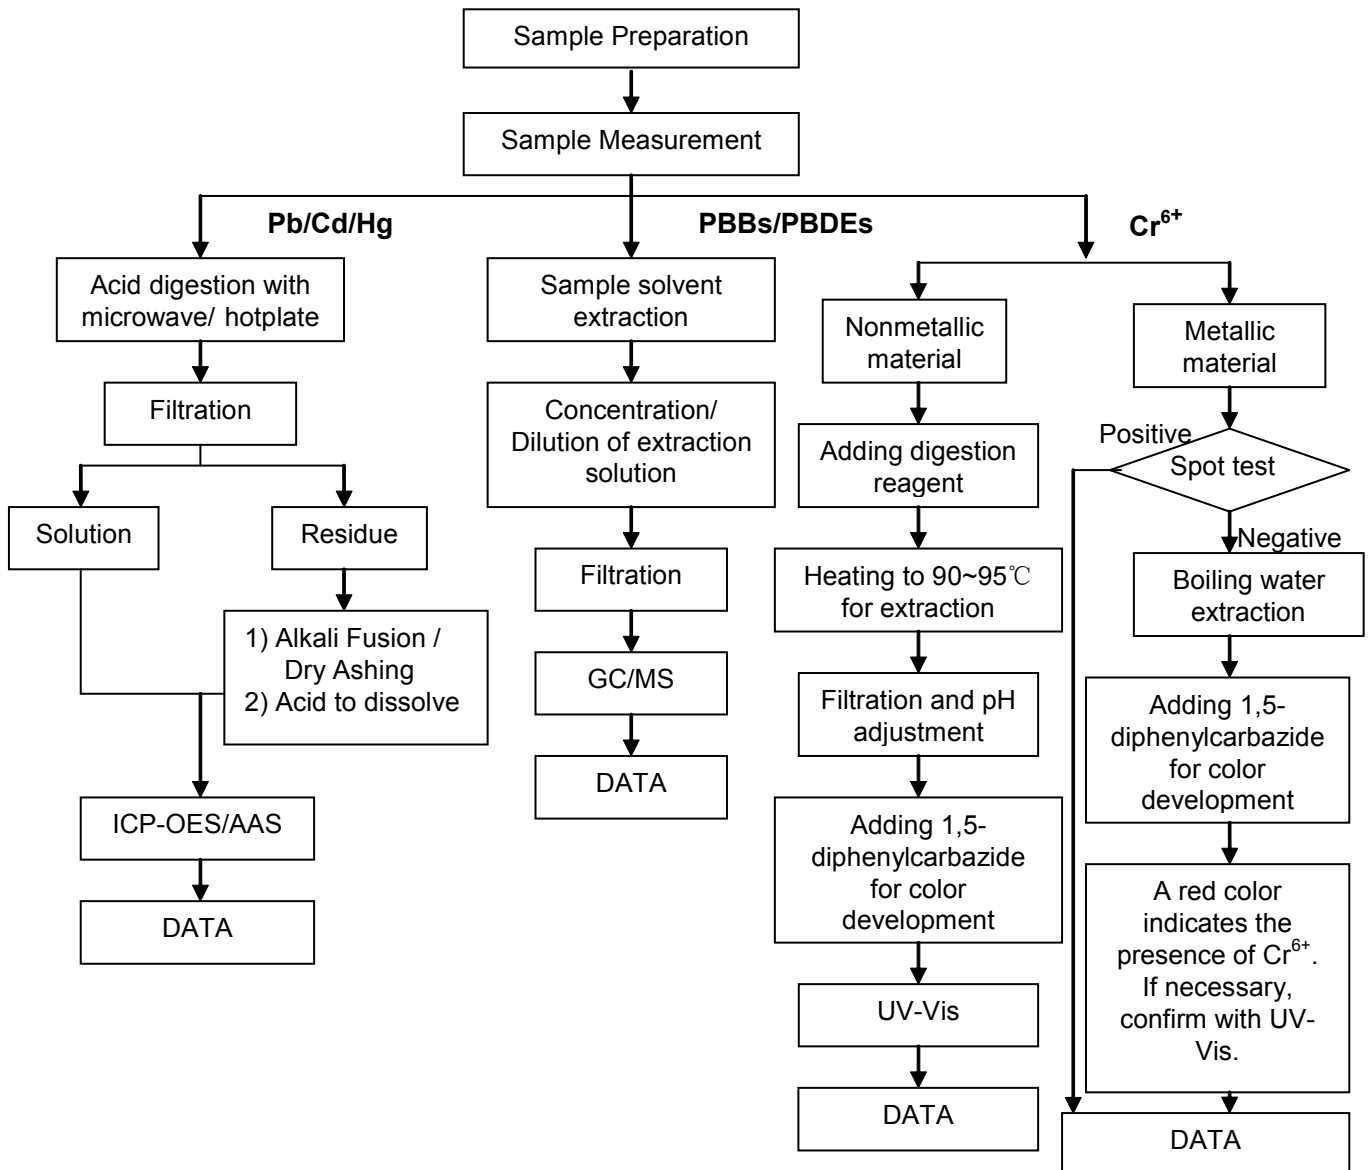 Sample Preparation
Sample Measurement
Pb/Cd/Hg
PBBs/PBDEs
Cr⁶⁺
Acid digestion with
microwave/ hotplate
Filtration
Solution
Residue
1) Alkali Fusion /
Dry Ashing
2) Acid to dissolve
ICP-OES/AAS
DATA
Sample solvent
extraction
Concentration/
Dilution of extraction
solution
Filtration
GC/MS
DATA
Nonmetallic
material
Adding digestion
reagent
Heating to 90~95℃
for extraction
Filtration and pH
adjustment
Adding 1,5-
diphenylcarbazide
for color
development
UV-Vis
DATA
Metallic
material
Positive
Spot test
Negative
Boiling water
extraction
Adding 1,5-
diphenylcarbazide
for color
development
A red color
indicates the
presence of Cr⁶⁺.
If necessary,
confirm with UV-
Vis.
DATA